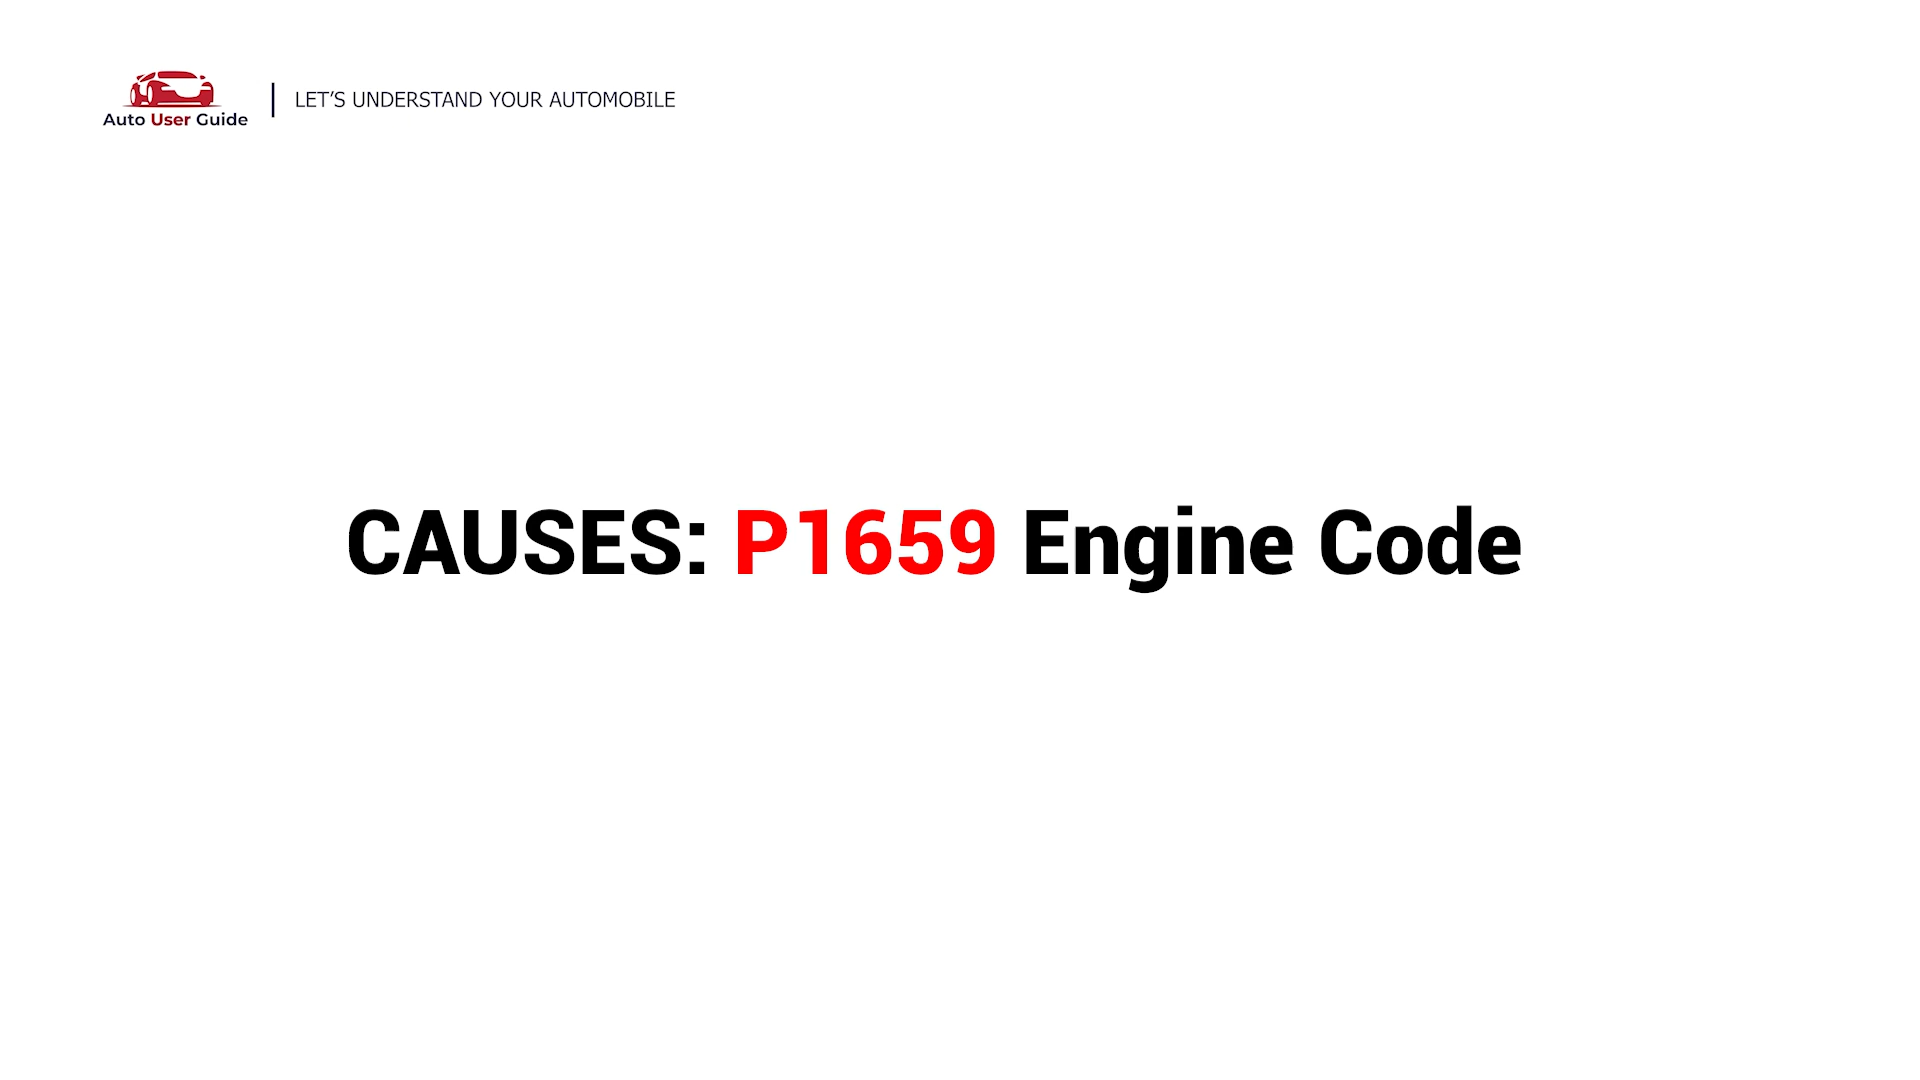 Auto User Guide
LET'S UNDERSTAND YOUR AUTOMOBILE
CAUSES: P1659 Engine Code